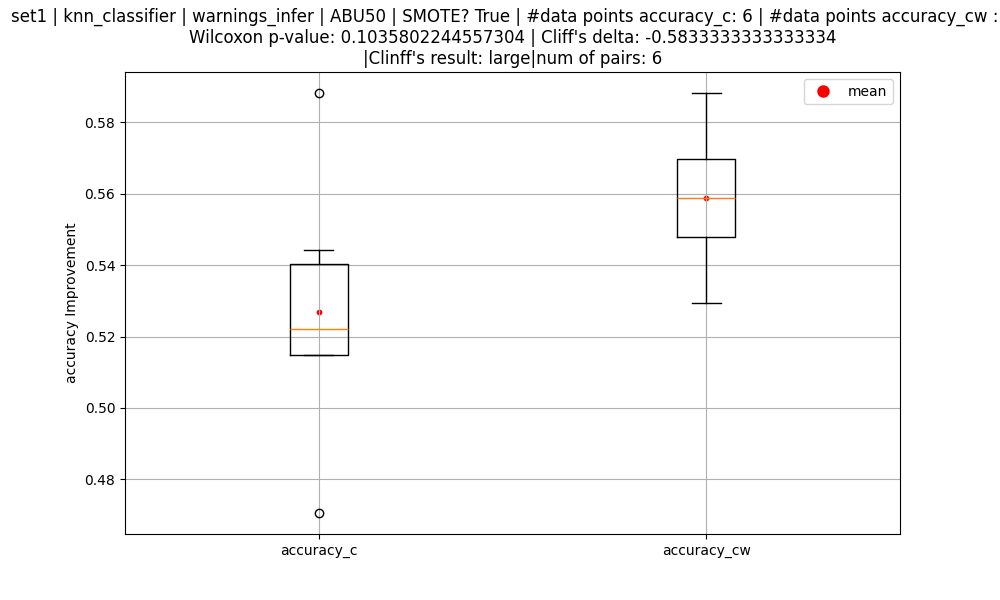 set1 | knn_classifier | warnings_infer | ABU50 | SMOTE? True | #data points accuracy_c: 6 | #data points accuracy_cw :
Wilcoxon p-value: 0.1035802244557304 | Cliff's delta: -0.5833333333333334
|Clinff's result: large|num of pairs: 6
mean
0.58
0.56
0.54
0.52
0.50
0.48
accuracy Improvement
accuracy_c
accuracy_cw